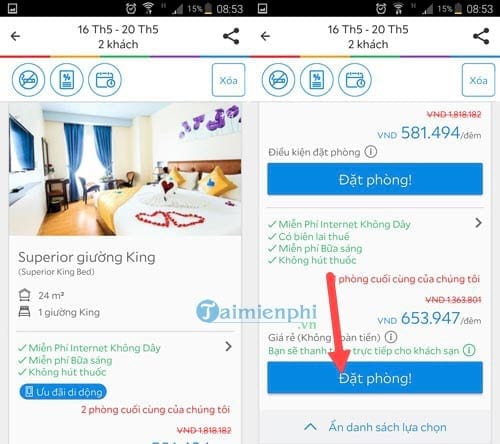 15% 08:53
16 Th5 - 20 Th5
2 khách
Xóa
Superior giường King
(Superior King Bed)
24 m²
1 giường King
Miễn Phí Internet Không Dây
Miễn phí Bữa sáng
Không hút thuốc
Ưu đãi di động
2 phòng cuối cùng của chúng tôi
VND 1.818.182
15% 08:53
16 Th5 - 20 Th5
2 khách
Xóa
VND 1.818.182
VND 581.494/đêm
Điều kiện đặt phòng
Đặt phòng!
Miễn Phí Internet Không Dây
Có biên lai thuế
Miễn phí Bữa sáng
Không hút thuốc
2 phòng cuối cùng của chúng tôi
VND 1.363.801
VND 653.947/đêm
Giá rẻ (Không hoàn tiền)
Bạn sẽ thanh trực tiếp cho khách sạn
Đặt phòng!
Ẩn danh sách lựa chọn
Taimienphi
.vn